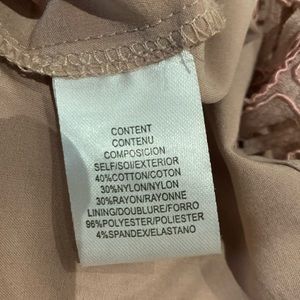 CONTENT
CONTENU
COMPOSICION
SELF/SOI/EXTERIOR
40%COTTON/COTON
30%NYLON/NYLON
30%RAYON/RAYONNE
LINING/DOUBLURE/FORRO
96%POLYESTER/POLIESTER
4%SPANDEX/ELASTANO